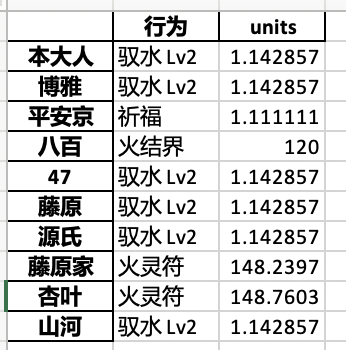 行为 units
本大人 驭水 Lv2 1.142857
博雅 驭水 Lv2 1.142857
平安京 祈福 1.111111
八百 火结界 120
47 驭水 Lv2 1.142857
藤原 驭水 Lv2 1.142857
源氏 驭水 Lv2 1.142857
藤原家 火灵符 148.2397
杏叶 火灵符 148.7603
山河 驭水 Lv2 1.142857